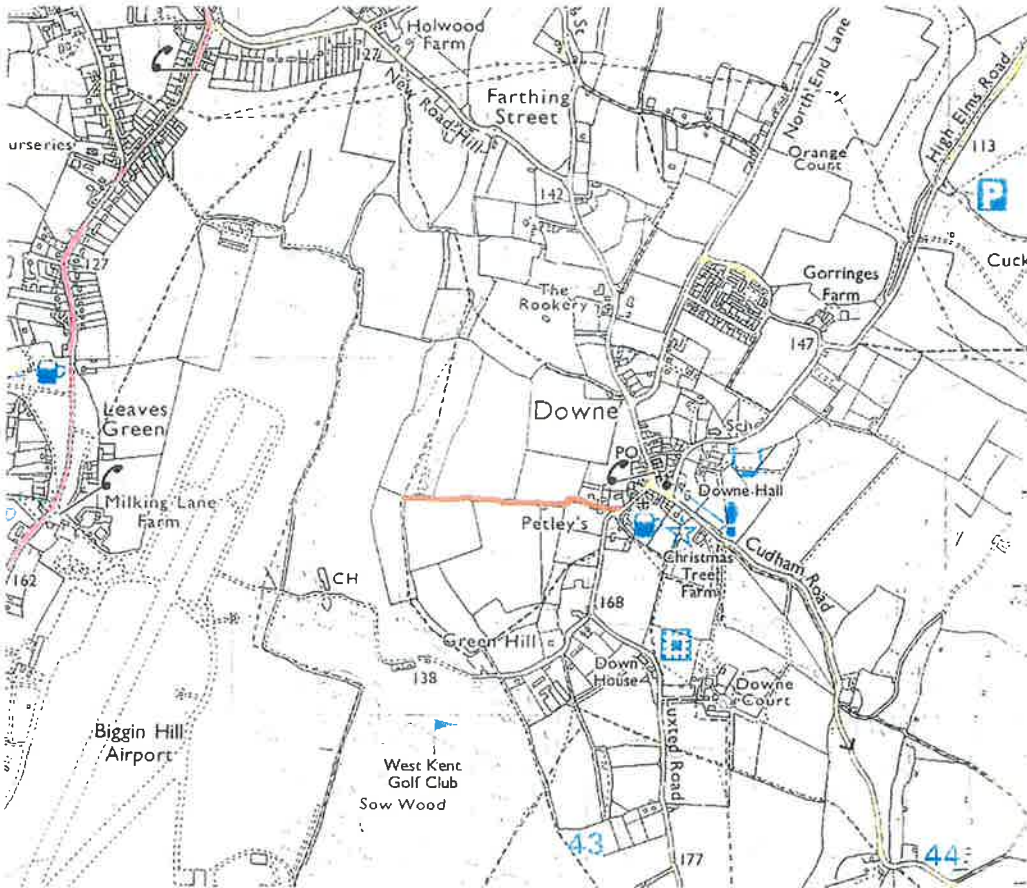 Holwood
Farm
127
New Road Hill
Farthing
Street
St
North End Lane
High Elms Road
113
urseries
Orange
Court
142
P
127
Cuck
Gorringes
Farm
The
Rookery
147
Leaves
Green
Downe
Sch
PO
Milking Lane
Farm
Downe Hall
Petley's
Christmas
Tree
Farm
Cudham Road
162
CH
168
Green Hill
Down
House
138
Downe
Court
Luxted Road
Biggin Hill
Airport
West Kent
Golf Club
Sow Wood
43
44
177